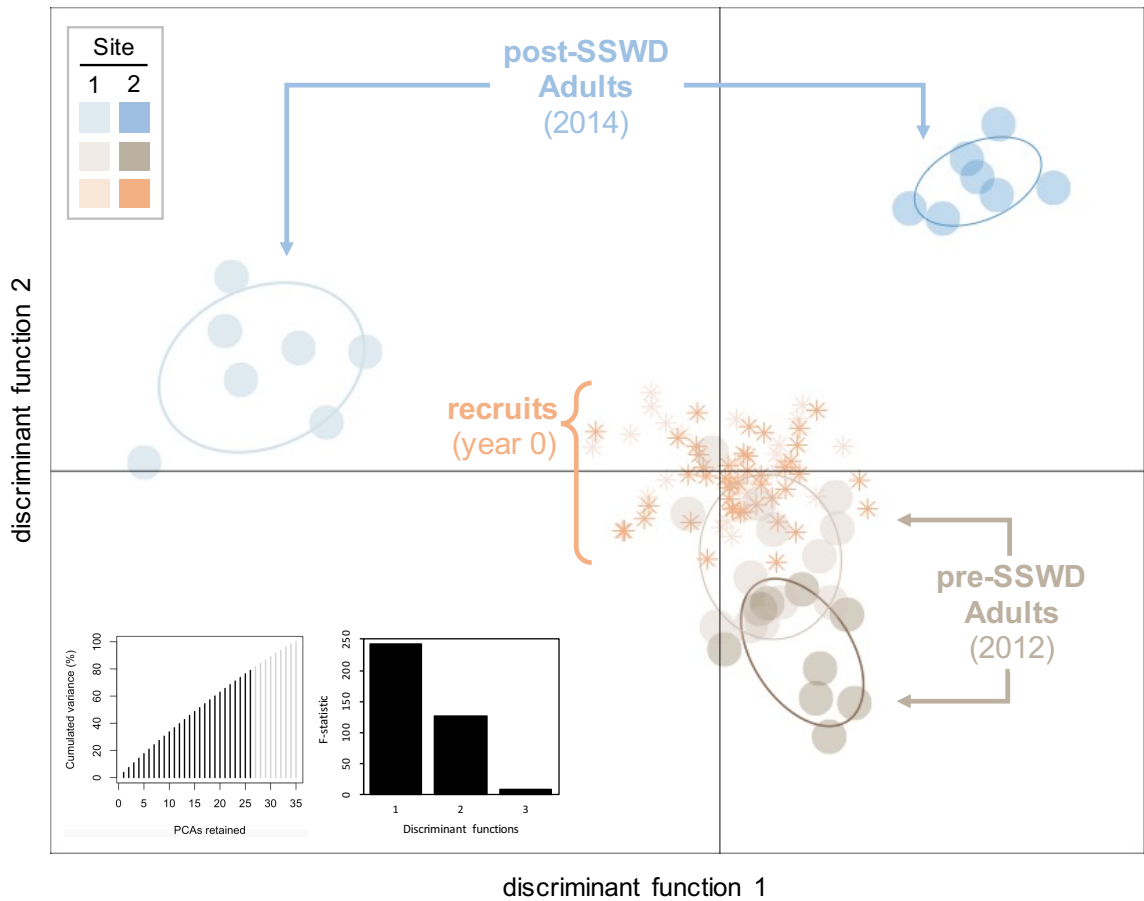 Site
1 2
post-SSWD
Adults
(2014)
recruits
(year 0)
pre-SSWD
Adults
(2012)
discriminant function 2
discriminant function 1
Cumulated variance (%)
100
80
60
40
20
0
0 5 10 15 20 25 30 35
PCAs retained
F-statistic
250
200
150
100
50
0
1 2 3
Discriminant functions